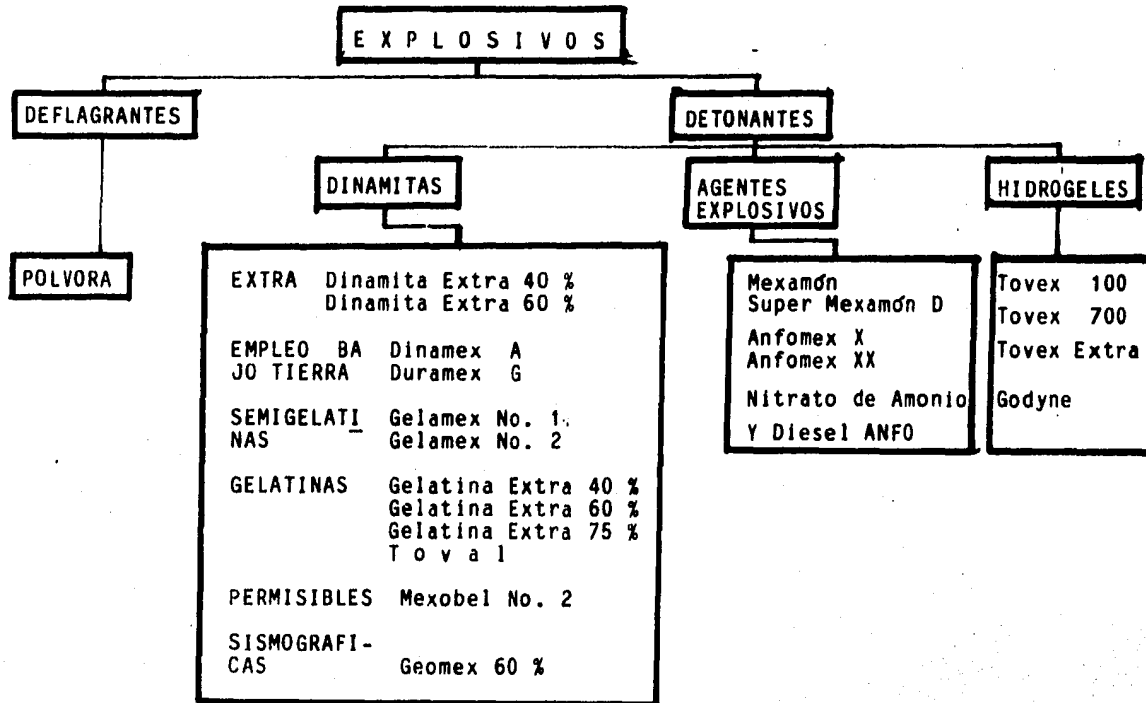 E X P L O S I V O S
DEFLAGRANTES
DETONANTES
DINAMITAS
AGENTES
EXPLOSIVOS
HIDROGELES
POLVORA
EXTRA Dinamita Extra 40 %
Dinamita Extra 60 %
EMPLEO BA Dinamex A
JO TIERRA Duramex G
SEMIGELATI Gelamex No. 1
NAS Gelamex No. 2
GELATINAS Gelatina Extra 40 %
Gelatina Extra 60 %
Gelatina Extra 75 %
T o v a l
PERMISIBLES Mexobel No. 2
SISMOGRAFI-
CAS Geomex 60 %
Mexamón
Super Mexamón D
Anfomex X
Anfomex XX
Nitrato de Amonio
Y Diesel ANFO
Tovex 100
Tovex 700
Tovex Extra
Godyne